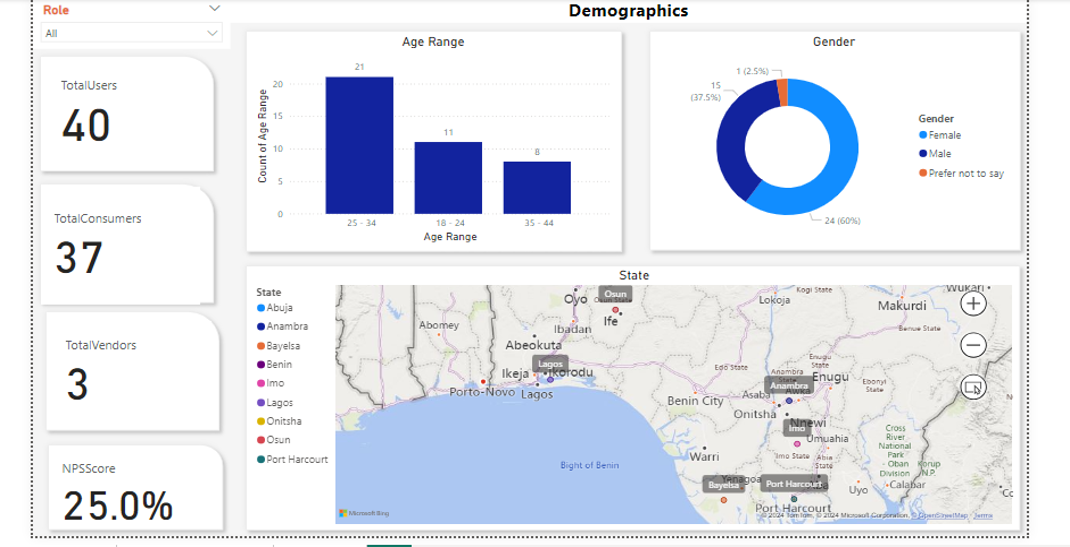 Role
Demographics
All
TotalUsers
40
TotalConsumers
37
TotalVendors
3
NPSScore
25.0%
Age Range
Count of Age Range
20
15
10
5
0
21
11
8
25 - 34
18 - 24
35 - 44
Age Range
Gender
1 (2.5%)
15
(37.5%)
24 (60%)
Gender
Female
Male
Prefer not to say
State
State
Abuja
Anambra
Bayelsa
Benin
Imo
Lagos
Onitsha
Osun
Port Harcourt
Oyo
Osun
Ife
Lokoja
Kogi State
Wukari
Makurdi
Benue State
Abomey
Ibadan
Abeokuta
Lagos
Ikeja
Ikorodu
Porto-Novo
Lagos
Edo State
Enugu
State
Enugu
Ebonyi
State
Anambra
State
Anambra
Awka
Asaba
Benin City
Onitsha
Nnewi
Imo
Umuahia
Imo State
Abia
State
Cross
River
National
Park
- Oban
Division
Korup
N.P.
Warri
Bight of Benin
Yenagoa
Bayelsa
Port Harcourt
Uyo
Calabar
Port Harcourt
Microsoft Bing
© 2024 TomTom, © 2024 Microsoft Corporation, © OpenStreetMap Terms